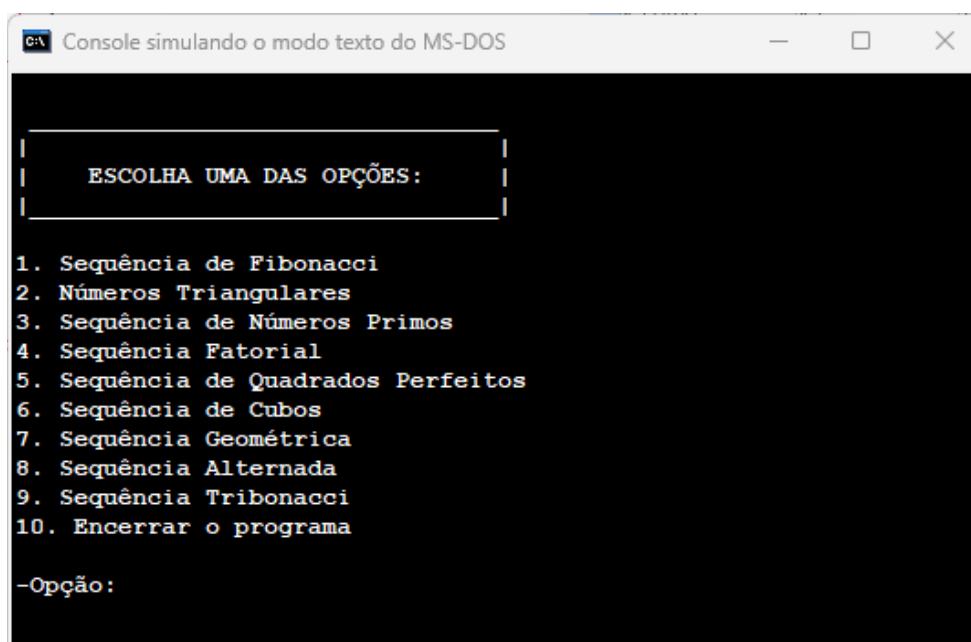 Console simulando o modo texto do MS-DOS
ESCOLHA UMA DAS OPÇÕES:
1. Sequência de Fibonacci
2. Números Triangulares
3. Sequência de Números Primos
4. Sequência Fatorial
5. Sequência de Quadrados Perfeitos
6. Sequência de Cubos
7. Sequência Geométrica
8. Sequência Alternada
9. Sequência Tribonacci
10. Encerrar o programa
-Opção: